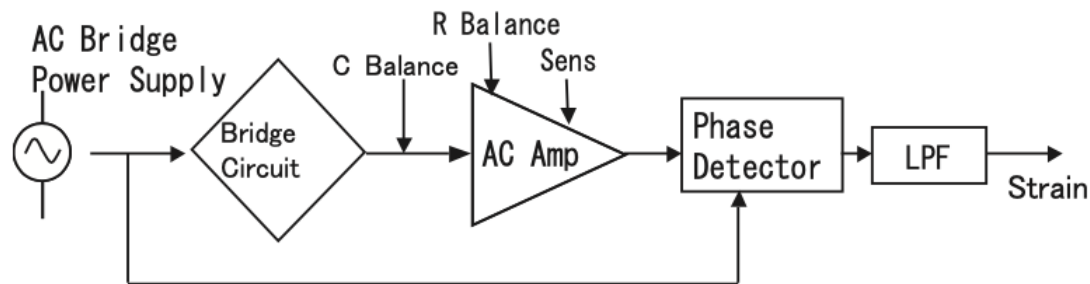 R Balance
AC Bridge
Power Supply
C Balance
Sens
Bridge
Circuit
AC Amp
Phase
Detector
LPF
Strain